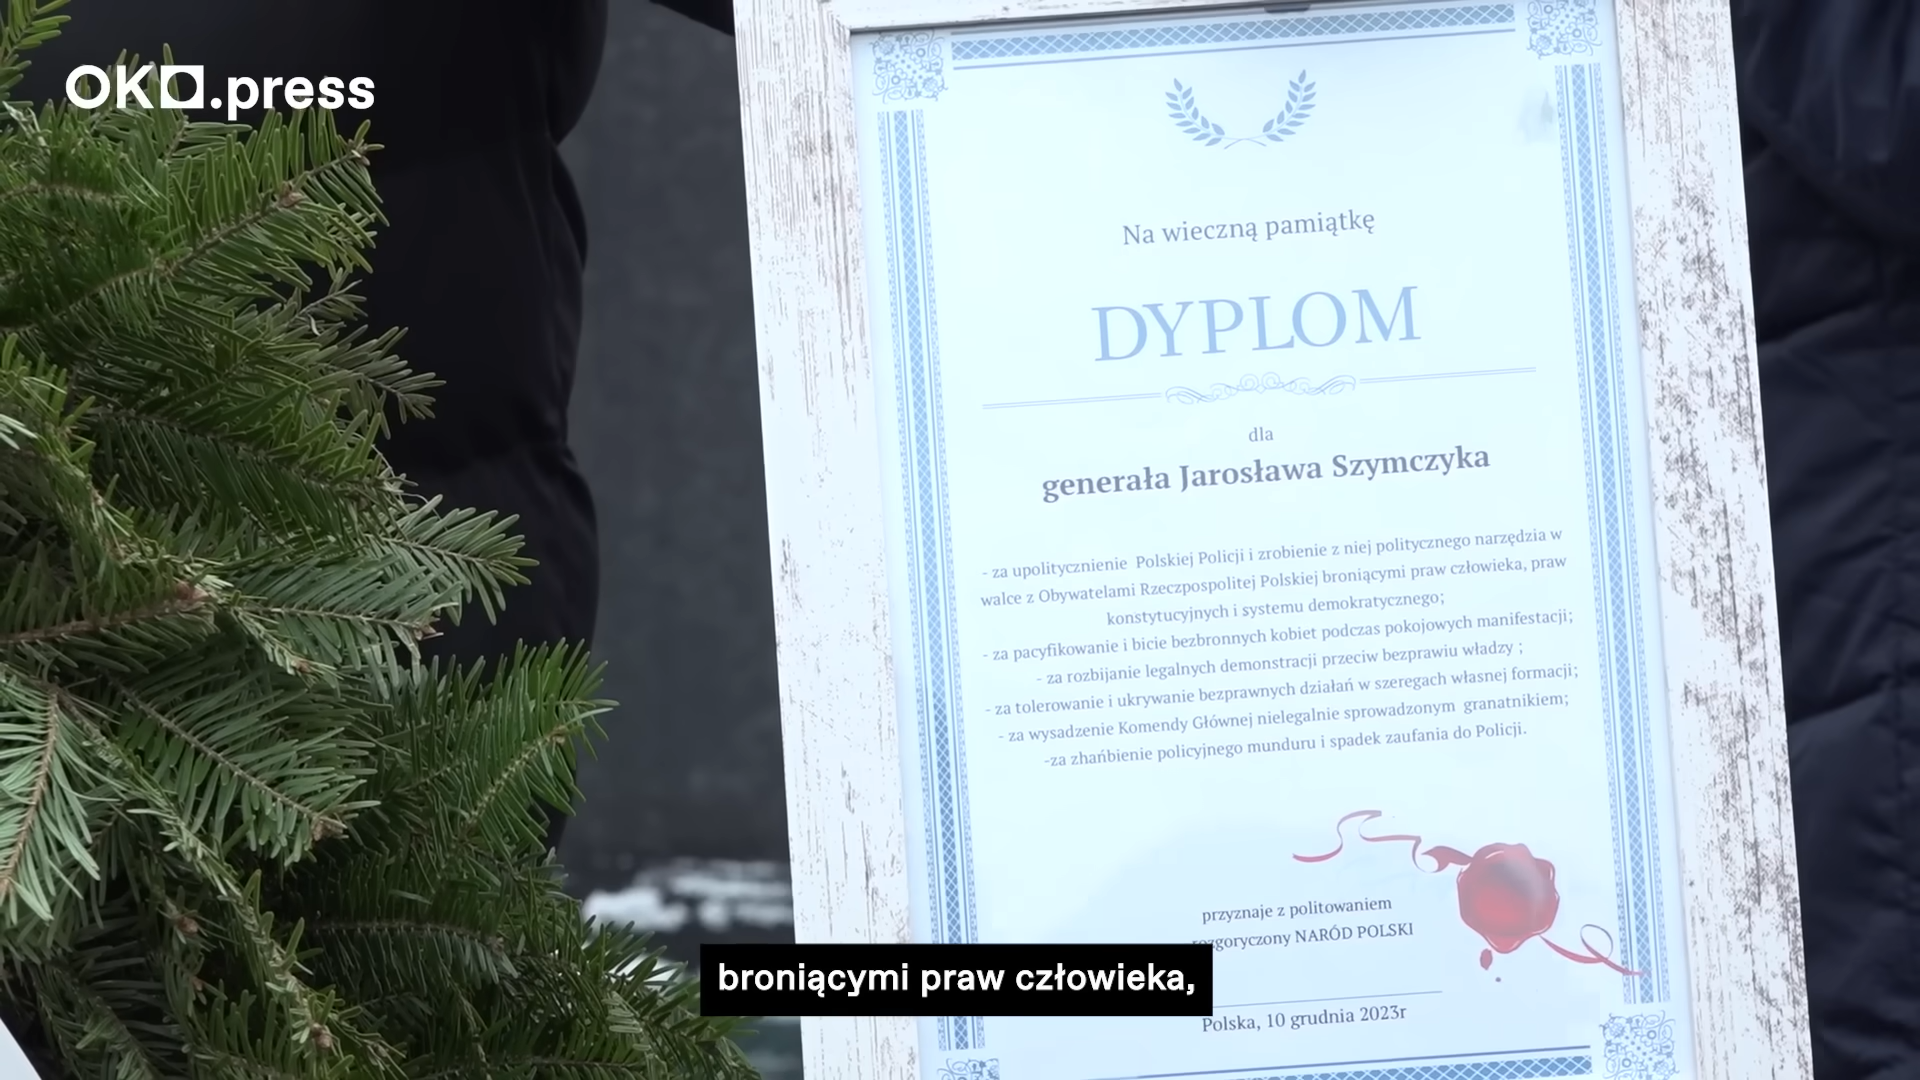 OKO.press
Na wieczną pamiątkę
DYPLOM
dla
generała Jarosława Szymczyka
- za upolitycznienie Polskiej Policji i zrobienie z niej politycznego narzędzia w
walce z Obywatelami Rzeczpospolitej Polskiej broniącymi praw człowieka, praw
konstytucyjnych i systemu demokratycznego;
- za pacyfikowanie i bicie bezbronnych kobiet podczas pokojowych manifestacji;
- za rozbijanie legalnych demonstracji przeciw bezprawiu władzy ;
- za tolerowanie i ukrywanie bezprawnych działań w szeregach własnej formacji;
- za wysadzenie Komendy Głównej nielegalnie sprowadzonym granatnikiem;
-za zhańbienie policyjnego munduru i spadek zaufania do Policji.
przyznaje z politowaniem
rozgoryczony NARÓD POLSKI
broniącymi praw człowieka,
Polska, 10 grudnia 2023r